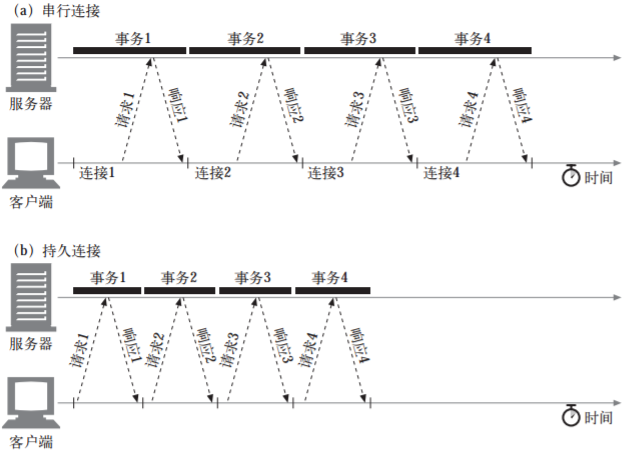 (a) 串行连接
事务1 事务2 事务3 事务4
请求1 响应1 请求2 响应2 请求3 响应3 请求4 响应4
服务器
连接1 连接2 连接3 连接4
时间
客户端
(b) 持久连接
事务1 事务2 事务3 事务4
请求1 响应1 请求2 响应2 请求3 响应3 请求4 响应4
服务器
时间
客户端